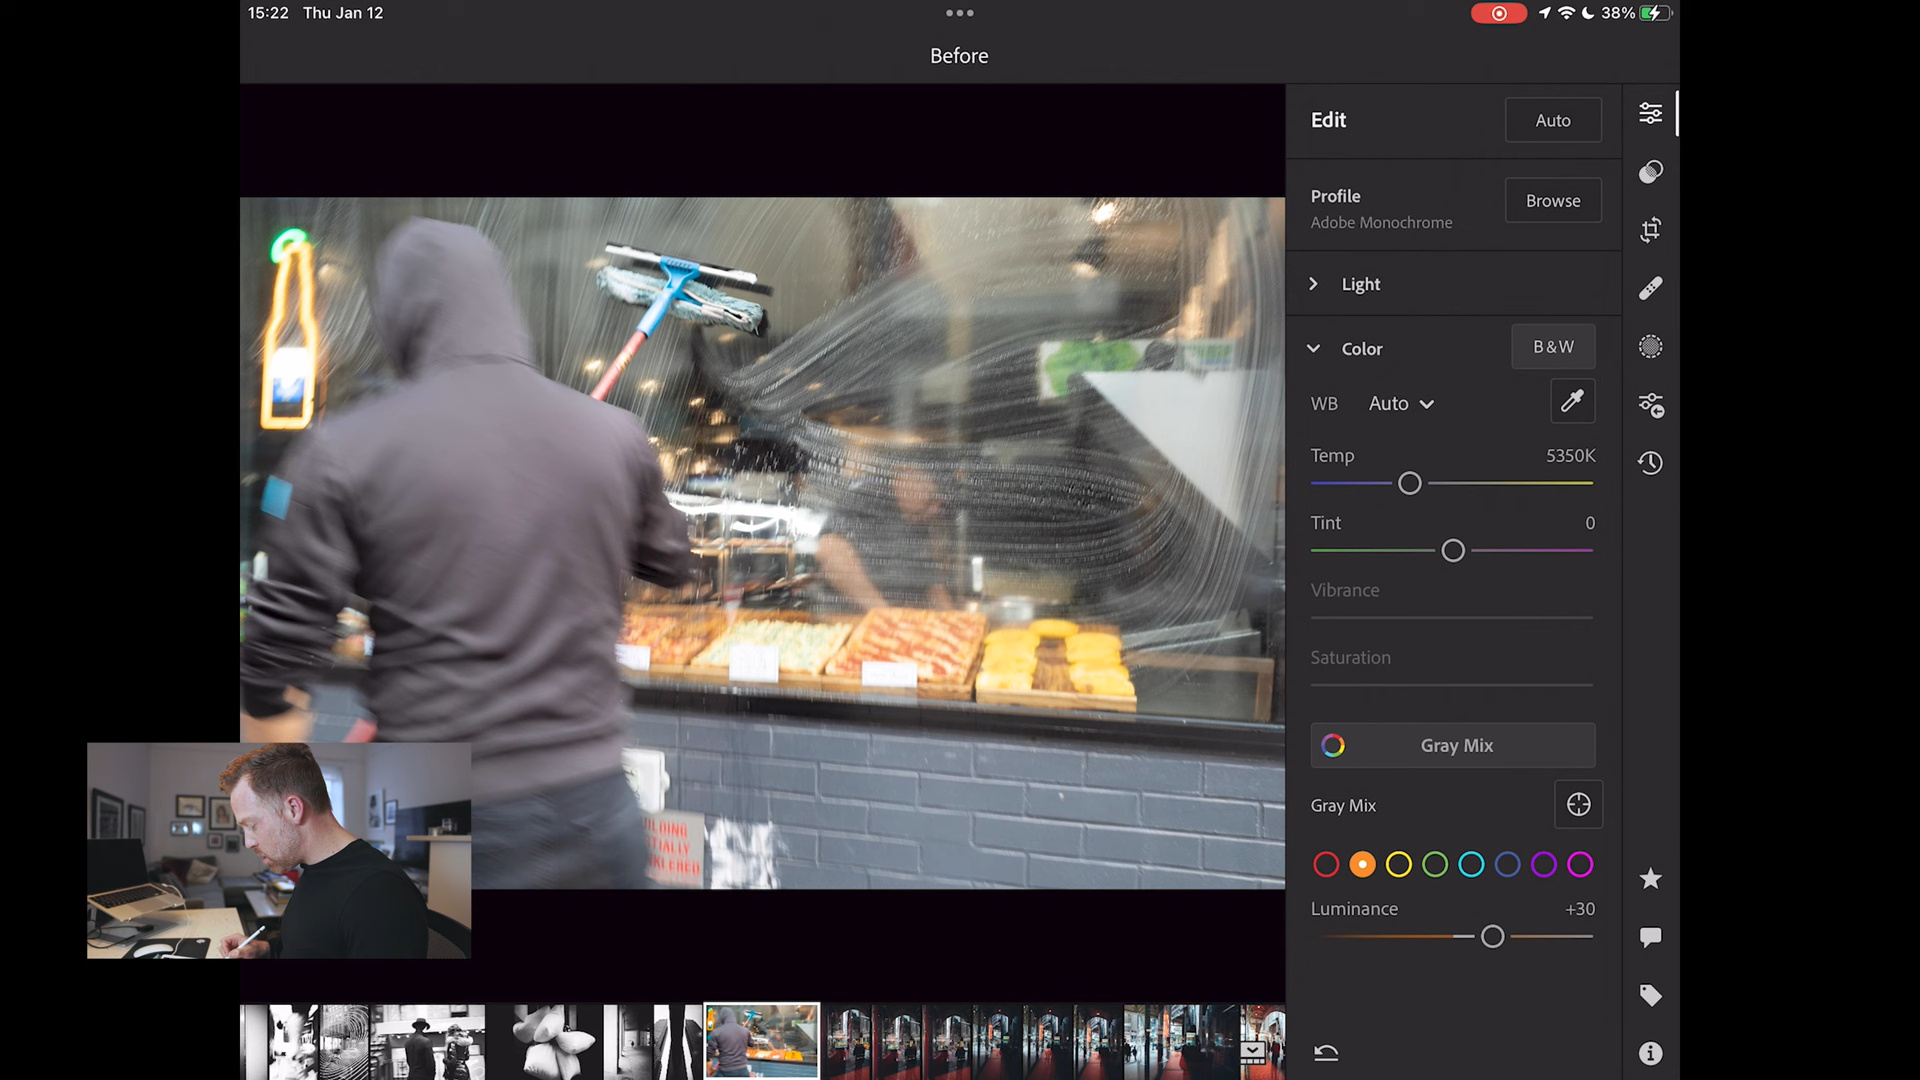 15:22 Thu Jan 12
38%
Before
Edit
Auto
Profile
Adobe Monochrome
Browse
Light
Color
B&W
WB Auto
Temp 5350K
Tint 0
Vibrance
Saturation
Gray Mix
Gray Mix
Luminance +30